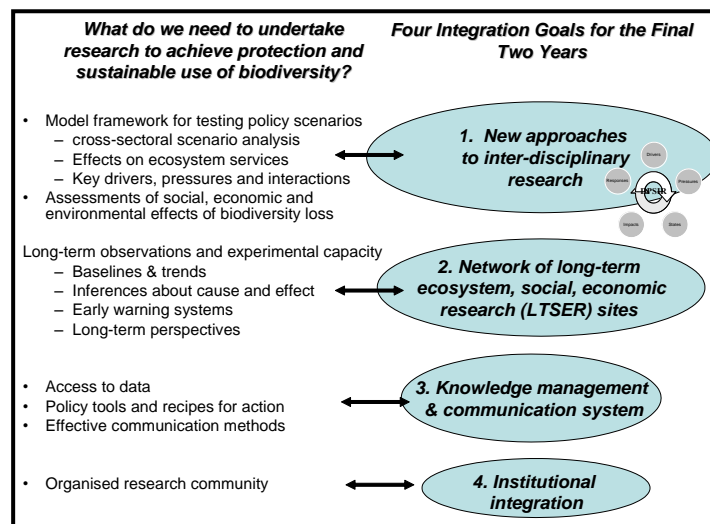 What do we need to undertake
research to achieve protection and
sustainable use of biodiversity?
Four Integration Goals for the Final
Two Years
• Model framework for testing policy scenarios
– cross-sectoral scenario analysis
– Effects on ecosystem services
– Key drivers, pressures and interactions
• Assessments of social, economic and
environmental effects of biodiversity loss
1. New approaches
to inter-disciplinary
research
Drivers
Responses
DPSIR
Pressures
Impacts
States
Long-term observations and experimental capacity
– Baselines & trends
– Inferences about cause and effect
– Early warning systems
– Long-term perspectives
2. Network of long-term
ecosystem, social, economic
research (LTSER) sites
• Access to data
• Policy tools and recipes for action
• Effective communication methods
3. Knowledge management
& communication system
• Organised research community
4. Institutional
integration